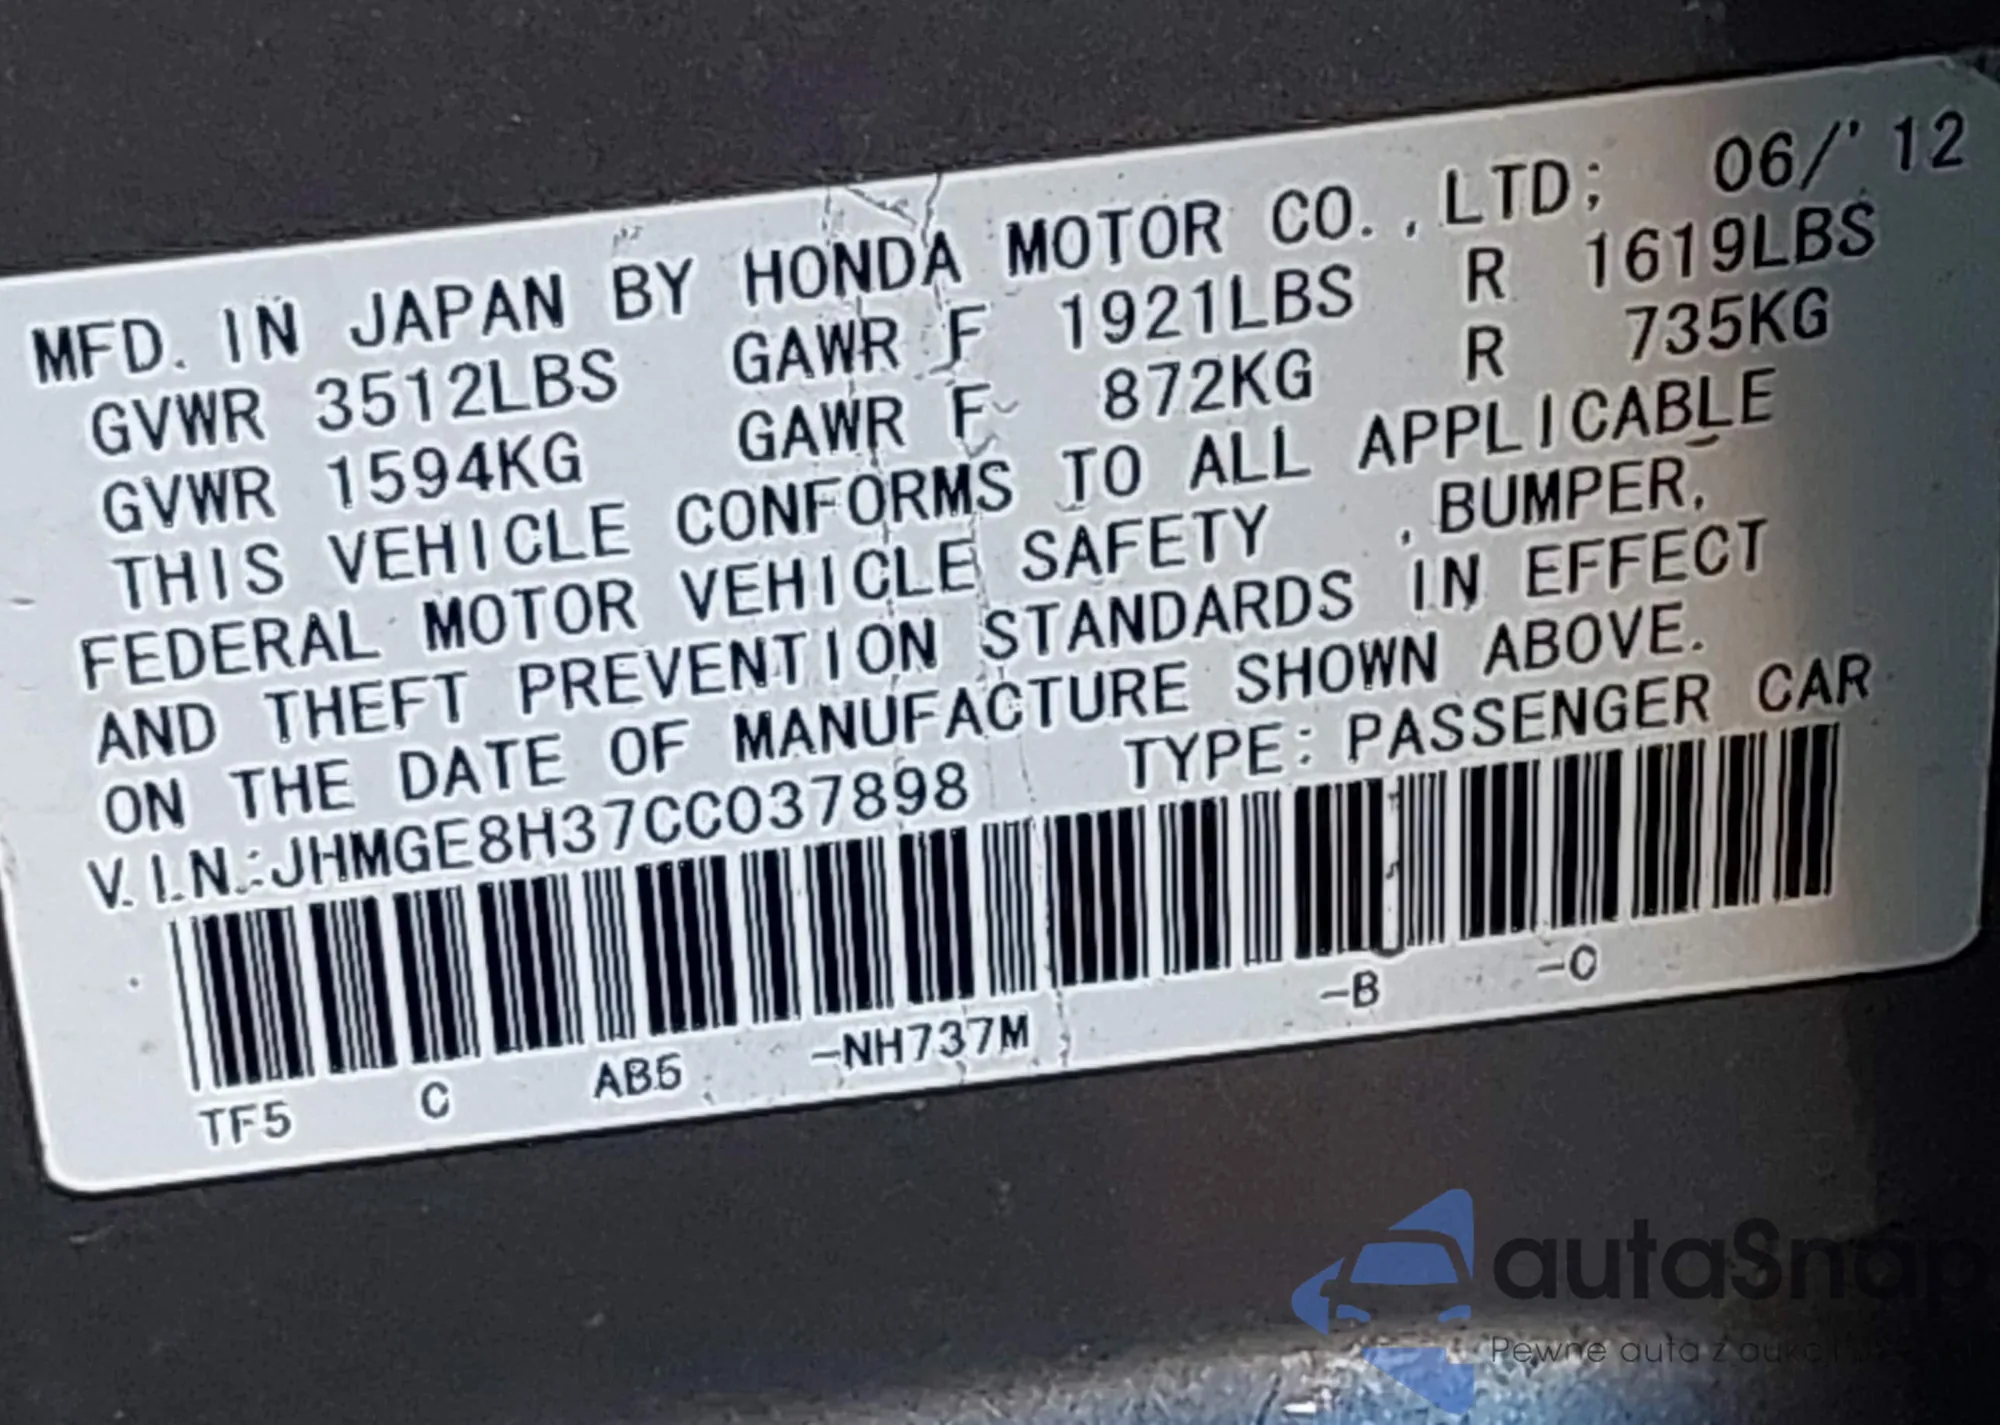 MFD. IN JAPAN BY HONDA MOTOR CO., LTD; 06/'12
GVWR 3512LBS GAWR F 1921LBS R 1619LBS
GVWR 1594KG GAWR F 872KG R 735KG
THIS VEHICLE CONFORMS TO ALL APPLICABLE
FEDERAL MOTOR VEHICLE SAFETY , BUMPER,
AND THEFT PREVENTION STANDARDS IN EFFECT
ON THE DATE OF MANUFACTURE SHOWN ABOVE.
V.I.N.:JHMGE8H37CC037898 TYPE: PASSENGER CAR
TF5 C AB5 -NH737M -B -C
autaSnap
Pewne auta z